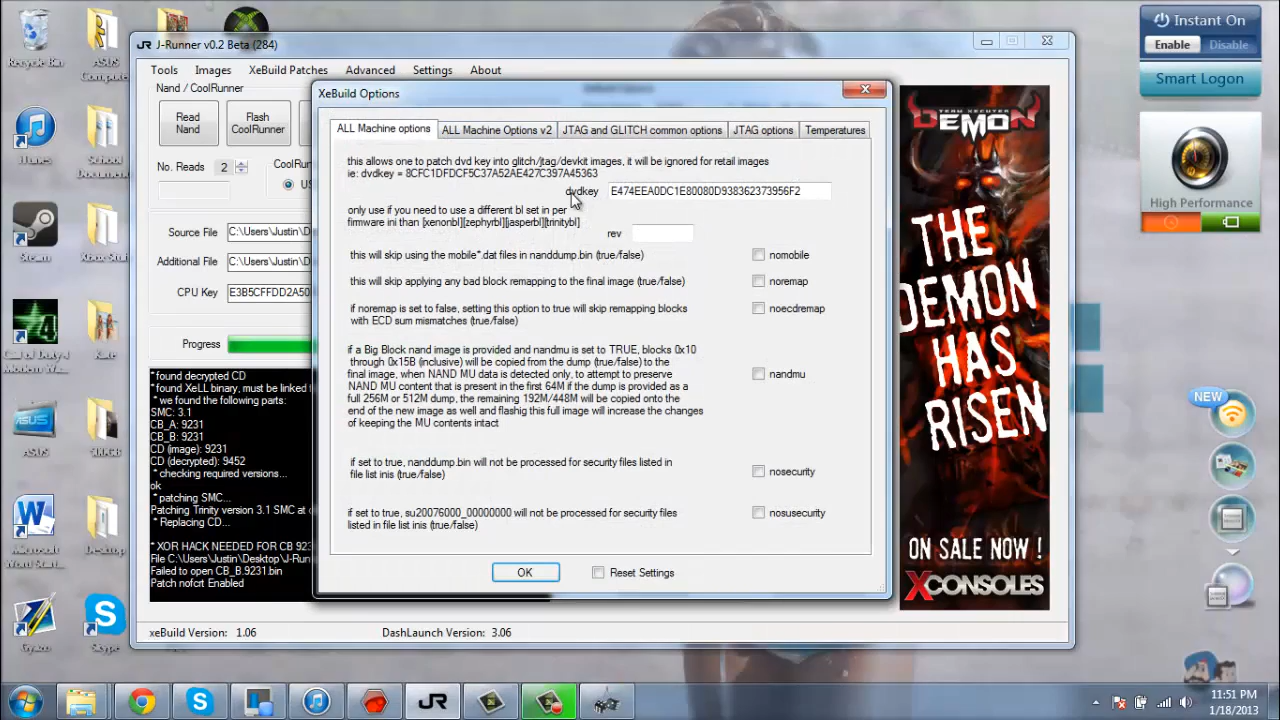 J-Runner v0.2 Beta (284)
Tools Images XeBuild Patches Advanced Settings About
Nand / CoolRunner
Read Nand
Flash CoolRunner
No. Reads 2
Source File C:\Users\Justin\
Additional File C:\Users\Justin\
CPU Key E3B5CFFDD2A50
Progress
* found decrypted CD
* found XeLL binary, must be linked
* we found the following parts:
SMC: 3.1
CB_A: 9231
CB_B: 9231
CD (image): 9231
CD (decrypted): 9452
* checking required versions...
ok
* patching SMC...
Patching Trinity version 3.1 SMC at
* Replacing CD...
* XOR HACK NEEDED FOR CB 9
File C:\Users\Justin\Desktop\J-R
Failed to open CB_B.9231.bin
Patch nofcrt Enabled
xeBuild Version: 1.06 DashLaunch Version: 3.06
XeBuild Options
ALL Machine options ALL Machine Options v2 JTAG and GLITCH common options JTAG options Temperatures
this allows one to patch dvd key into glitch/jtag/devkit images, it will be ignored for retail images
ie: dvdkey = 8CFC1DFDCF5C37A52AE427C397A45363
dvdkey E474EEA0DC1E80080D938362373956F2
only use if you need to use a different bl set in per
firmware ini than [xenonbl][zephyrbl][jasperbl][trinitybl]
rev
this will skip using the mobile*.dat files in nanddump.bin (true/false) nomobile
this will skip applying any bad block remapping to the final image (true/false) noremap
if noremap is set to false, setting this option to true will skip remapping blocks noecdremap
with ECD sum mismatches (true/false)
if a Big Block nand image is provided and nandmu is set to TRUE, blocks 0x10
through 0x15B (inclusive) will be copied from the dump (true/false) to the
final image, when NAND MU data is detected only, to attempt to preserve nandmu
NAND MU content that is present in the first 64M if the dump is provided as a
full 256M or 512M dump, the remaining 192M/448M will be copied onto the
end of the new image as well and flashig this full image will increase the changes
of keeping the MU contents intact
if set to true, nanddump.bin will not be processed for security files listed in nosecurity
file list inis (true/false)
if set to true, su20076000_00000000 will not be processed for security files nosusecurity
listed in file list inis (true/false)
OK Reset Settings
TEAM XECUTER
DEMON
THE
DEMON
HAS
RISEN
ON SALE NOW !
XCONSOLES
Instant On
Enable Disable
Smart Logon
High Performance
NEW
Recycle Bin
iTunes
School
Steam
ASUS
Skype
11:51 PM
1/18/2013